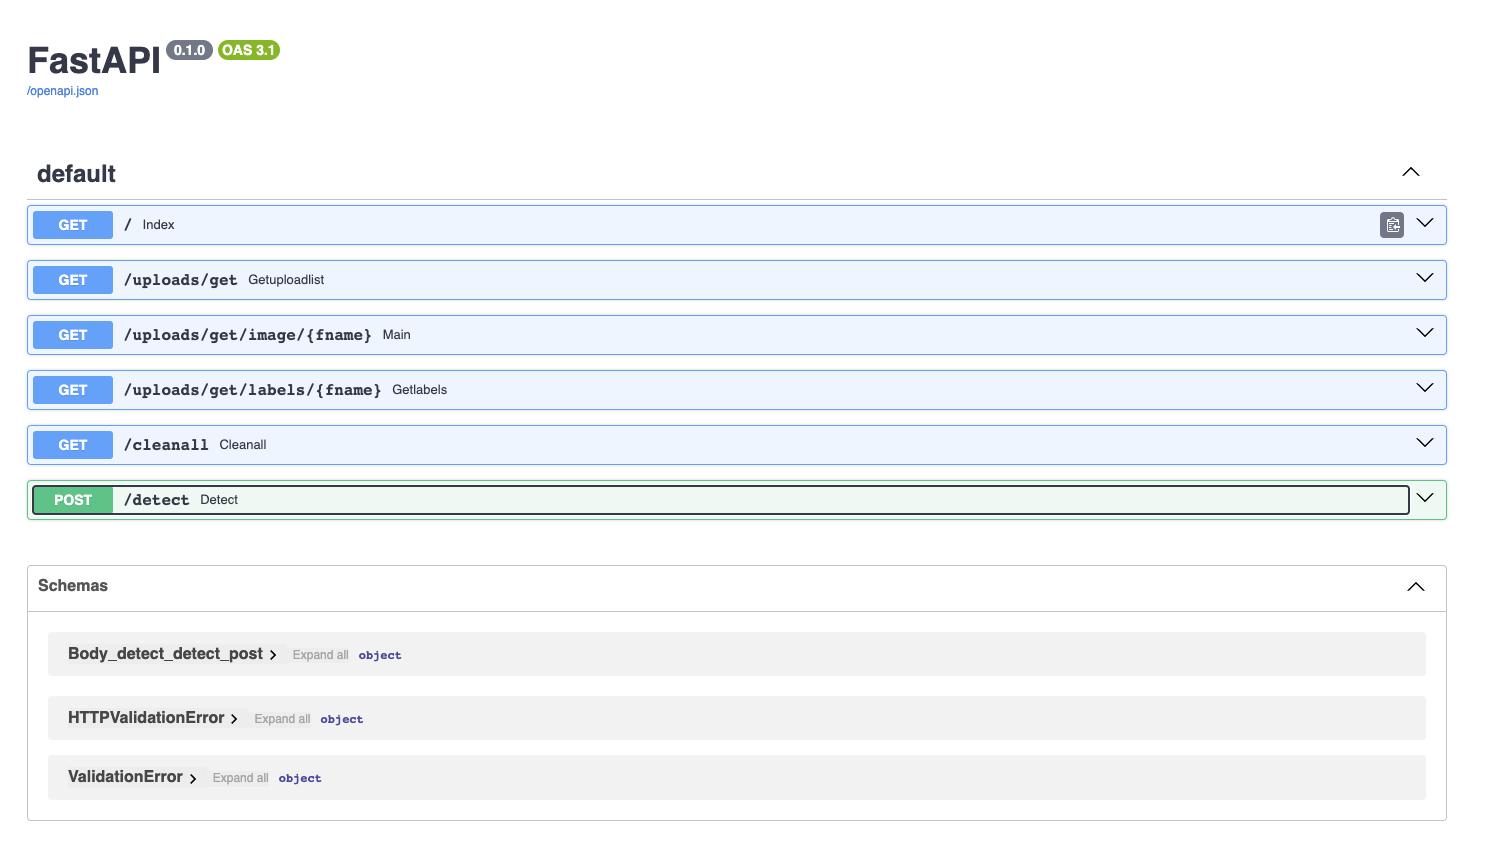 FastAPI 0.1.0 OAS 3.1
/openapi.json
default
GET / Index
GET /uploads/get Getuploadlist
GET /uploads/get/image/{fname} Main
GET /uploads/get/labels/{fname} Getlabels
GET /cleanall Cleanall
POST /detect Detect
Schemas
Body_detect_detect_post Expand all object
HTTPValidationError Expand all object
ValidationError Expand all object